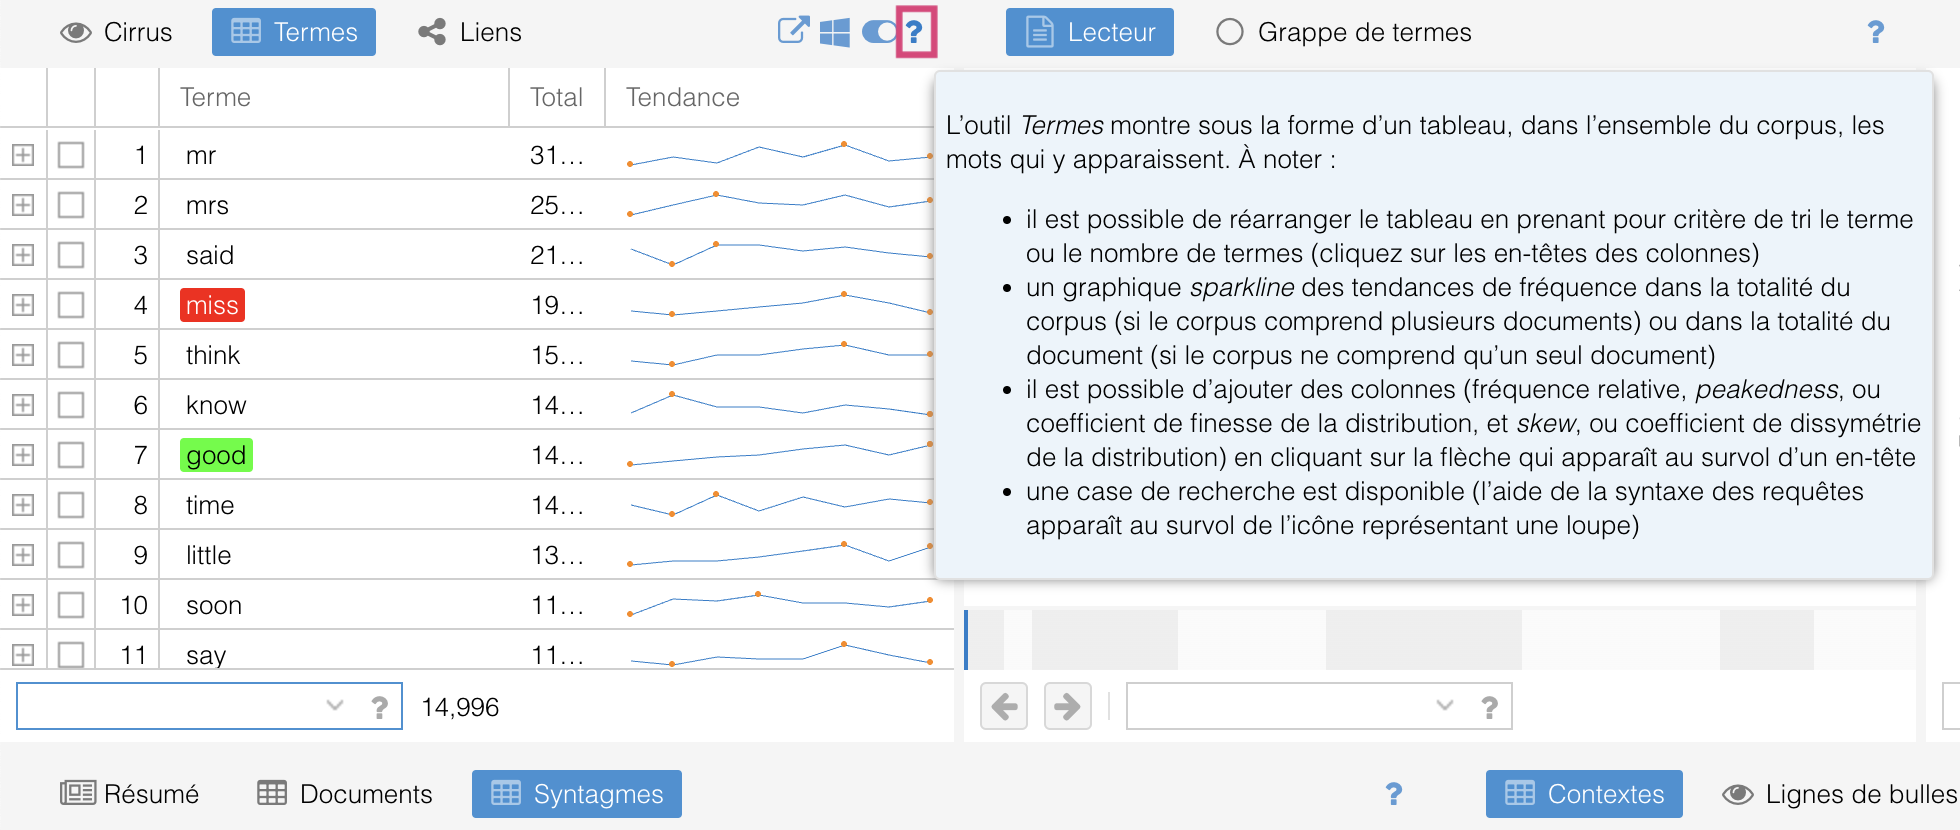 Cirrus Termes Liens ? Lecteur Grappe de termes ?
Terme Total Tendance
1 mr 31...
2 mrs 25...
3 said 21...
4 miss 19...
5 think 15...
6 know 14...
7 good 14...
8 time 14...
9 little 13...
10 soon 11...
11 say 11...
L’outil Termes montre sous la forme d’un tableau, dans l’ensemble du corpus, les
mots qui y apparaissent. À noter :
• il est possible de réarranger le tableau en prenant pour critère de tri le terme
ou le nombre de termes (cliquez sur les en-têtes des colonnes)
• un graphique sparkline des tendances de fréquence dans la totalité du
corpus (si le corpus comprend plusieurs documents) ou dans la totalité du
document (si le corpus ne comprend qu’un seul document)
• il est possible d’ajouter des colonnes (fréquence relative, peakedness, ou
coefficient de finesse de la distribution, et skew, ou coefficient de dissymétrie
de la distribution) en cliquant sur la flèche qui apparaît au survol d’un en-tête
• une case de recherche est disponible (l’aide de la syntaxe des requêtes
apparaît au survol de l’icône représentant une loupe)
? 14,996 ?
Résumé Documents Syntagmes ? Contextes Lignes de bulles